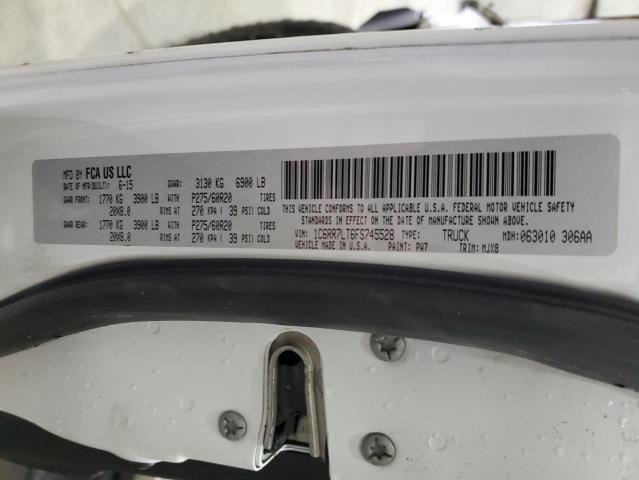 MFD BY FCA US LLC
DATE OF MFR(BUILT): 6-15 GVWR: 3130 KG 6900 LB
GAWR FRONT: 1770 KG 3900 LB P275/60R20 TIRES
20X8.0 RIMS AT 270 KPA ( 39 PSI) COLD
GAWR REAR: 1770 KG 3900 LB P275/60R20 TIRES
20X8.0 RIMS AT 270 KPA ( 39 PSI) COLD
THIS VEHICLE CONFORMS TO ALL APPLICABLE U.S.A. FEDERAL MOTOR VEHICLE SAFETY
STANDARDS IN EFFECT ON THE DATE OF MANUFACTURE SHOWN ABOVE.
VIN: 1C6RR7LT6FS745528 TYPE: TRUCK MDH: 063010 306AA
MADE IN U.S.A. PAINT: PW7 TRIM: MJX8